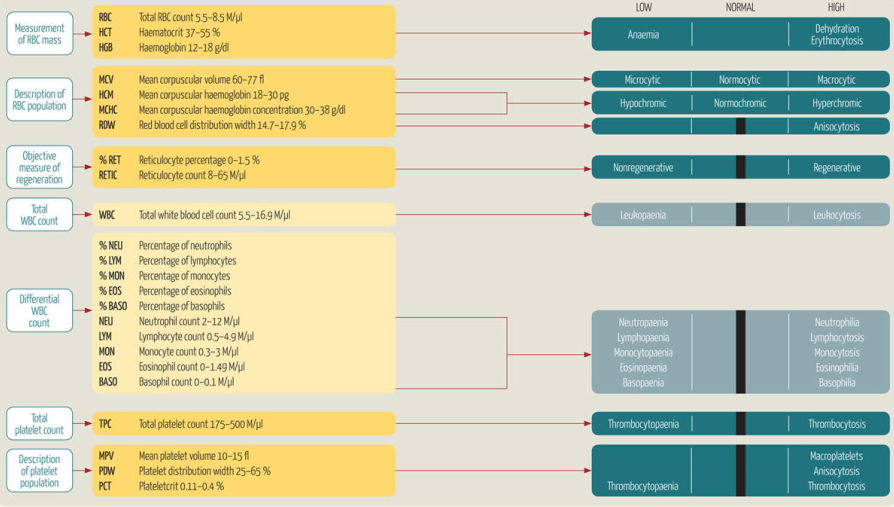 LOW NORMAL HIGH
Measurement
of RBC mass
RBC Total RBC count 5.5–8.5 M/µl
HCT Haematocrit 37–55 %
HGB Haemoglobin 12–18 g/dl
Anaemia
Dehydration
Erythrocytosis
Description of
RBC population
MCV Mean corpuscular volume 60–77 fl
HCM Mean corpuscular haemoglobin 18–30 pg
MCHC Mean corpuscular haemoglobin concentration 30–38 g/dl
RDW Red blood cell distribution width 14.7–17.9 %
Microcytic Normocytic Macrocytic
Hypochromic Normochromic Hyperchromic
Anisocytosis
Objective
measure of
regeneration
% RET Reticulocyte percentage 0–1.5 %
RETIC Reticulocyte count 8–65 M/µl
Nonregenerative Regenerative
Total
WBC count
WBC Total white blood cell count 5.5–16.9 M/µl
Leukopaenia Leukocytosis
Differential
WBC
count
% NEU Percentage of neutrophils
% LYM Percentage of lymphocytes
% MON Percentage of monocytes
% EOS Percentage of eosinophils
% BASO Percentage of basophils
NEU Neutrophil count 2–12 M/µl
LYM Lymphocyte count 0.5–4.9 M/µl
MON Monocyte count 0.3–3 M/µl
EOS Eosinophil count 0–1.49 M/µl
BASO Basophil count 0–0.1 M/µl
Neutropaenia Neutrophilia
Lymphopaenia Lymphocytosis
Monocytopaenia Monocytosis
Eosinopaenia Eosinophilia
Basopaenia Basophilia
Total
platelet count
TPC Total platelet count 175–500 M/µl
Thrombocytopaenia Thrombocytosis
Description
of platelet
population
MPV Mean platelet volume 10–15 fl
PDW Platelet distribution width 25–65 %
PCT Plateletcrit 0.11–0.4 %
Macroplatelets
Anisocytosis
Thrombocytopaenia Thrombocytosis